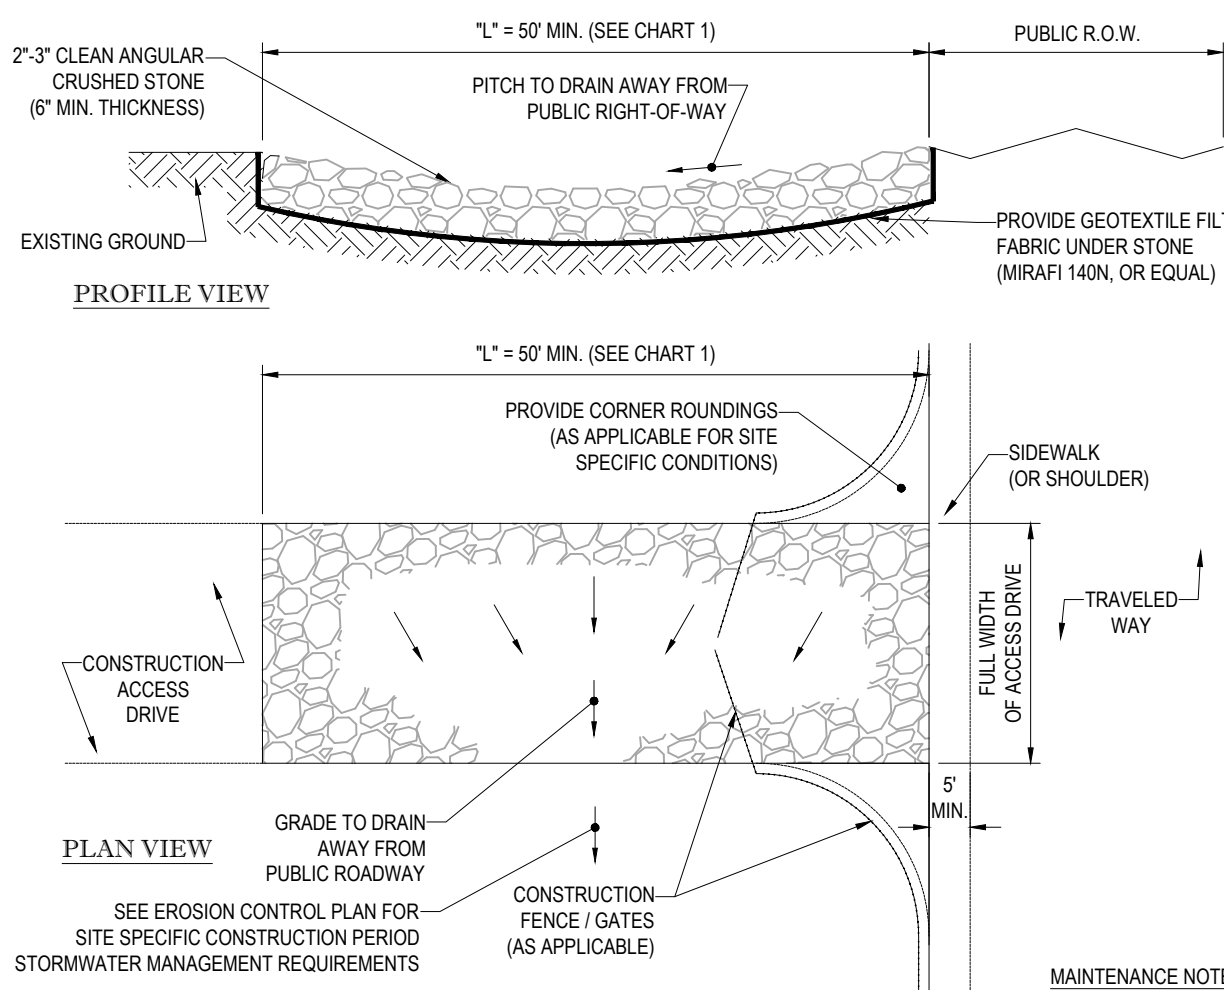 "L" = 50' MIN. (SEE CHART 1)
PUBLIC R.O.W.
2"-3" CLEAN ANGULAR
CRUSHED STONE
(6" MIN. THICKNESS)
PITCH TO DRAIN AWAY FROM
PUBLIC RIGHT-OF-WAY
EXISTING GROUND
PROVIDE GEOTEXTILE FILT
FABRIC UNDER STONE
(MIRAFI 140N, OR EQUAL)
PROFILE VIEW
"L" = 50' MIN. (SEE CHART 1)
PROVIDE CORNER ROUNDINGS
(AS APPLICABLE FOR SITE
SPECIFIC CONDITIONS)
SIDEWALK
(OR SHOULDER)
FULL WIDTH
OF ACCESS DRIVE
TRAVELED
WAY
CONSTRUCTION
ACCESS
DRIVE
5'
MIN.
GRADE TO DRAIN
AWAY FROM
PUBLIC ROADWAY
PLAN VIEW
CONSTRUCTION
FENCE / GATES
(AS APPLICABLE)
SEE EROSION CONTROL PLAN FOR
SITE SPECIFIC CONSTRUCTION PERIOD
STORMWATER MANAGEMENT REQUIREMENTS
MAINTENANCE NOTE